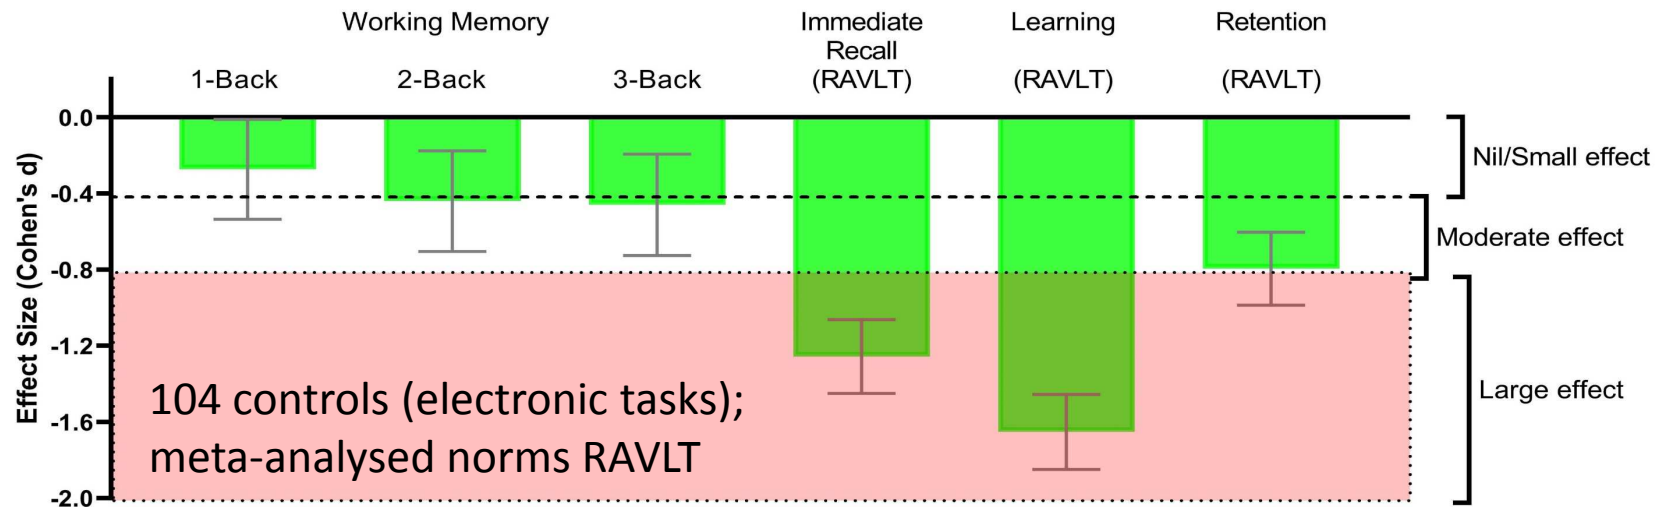 Working Memory
Immediate
Recall
(RAVLT)
Learning
(RAVLT)
Retention
(RAVLT)
1-Back
2-Back
3-Back
Effect Size (Cohen's d)
0.0
-0.4
-0.8
-1.2
-1.6
-2.0
Nil/Small effect
Moderate effect
Large effect
104 controls (electronic tasks);
meta-analysed norms RAVLT